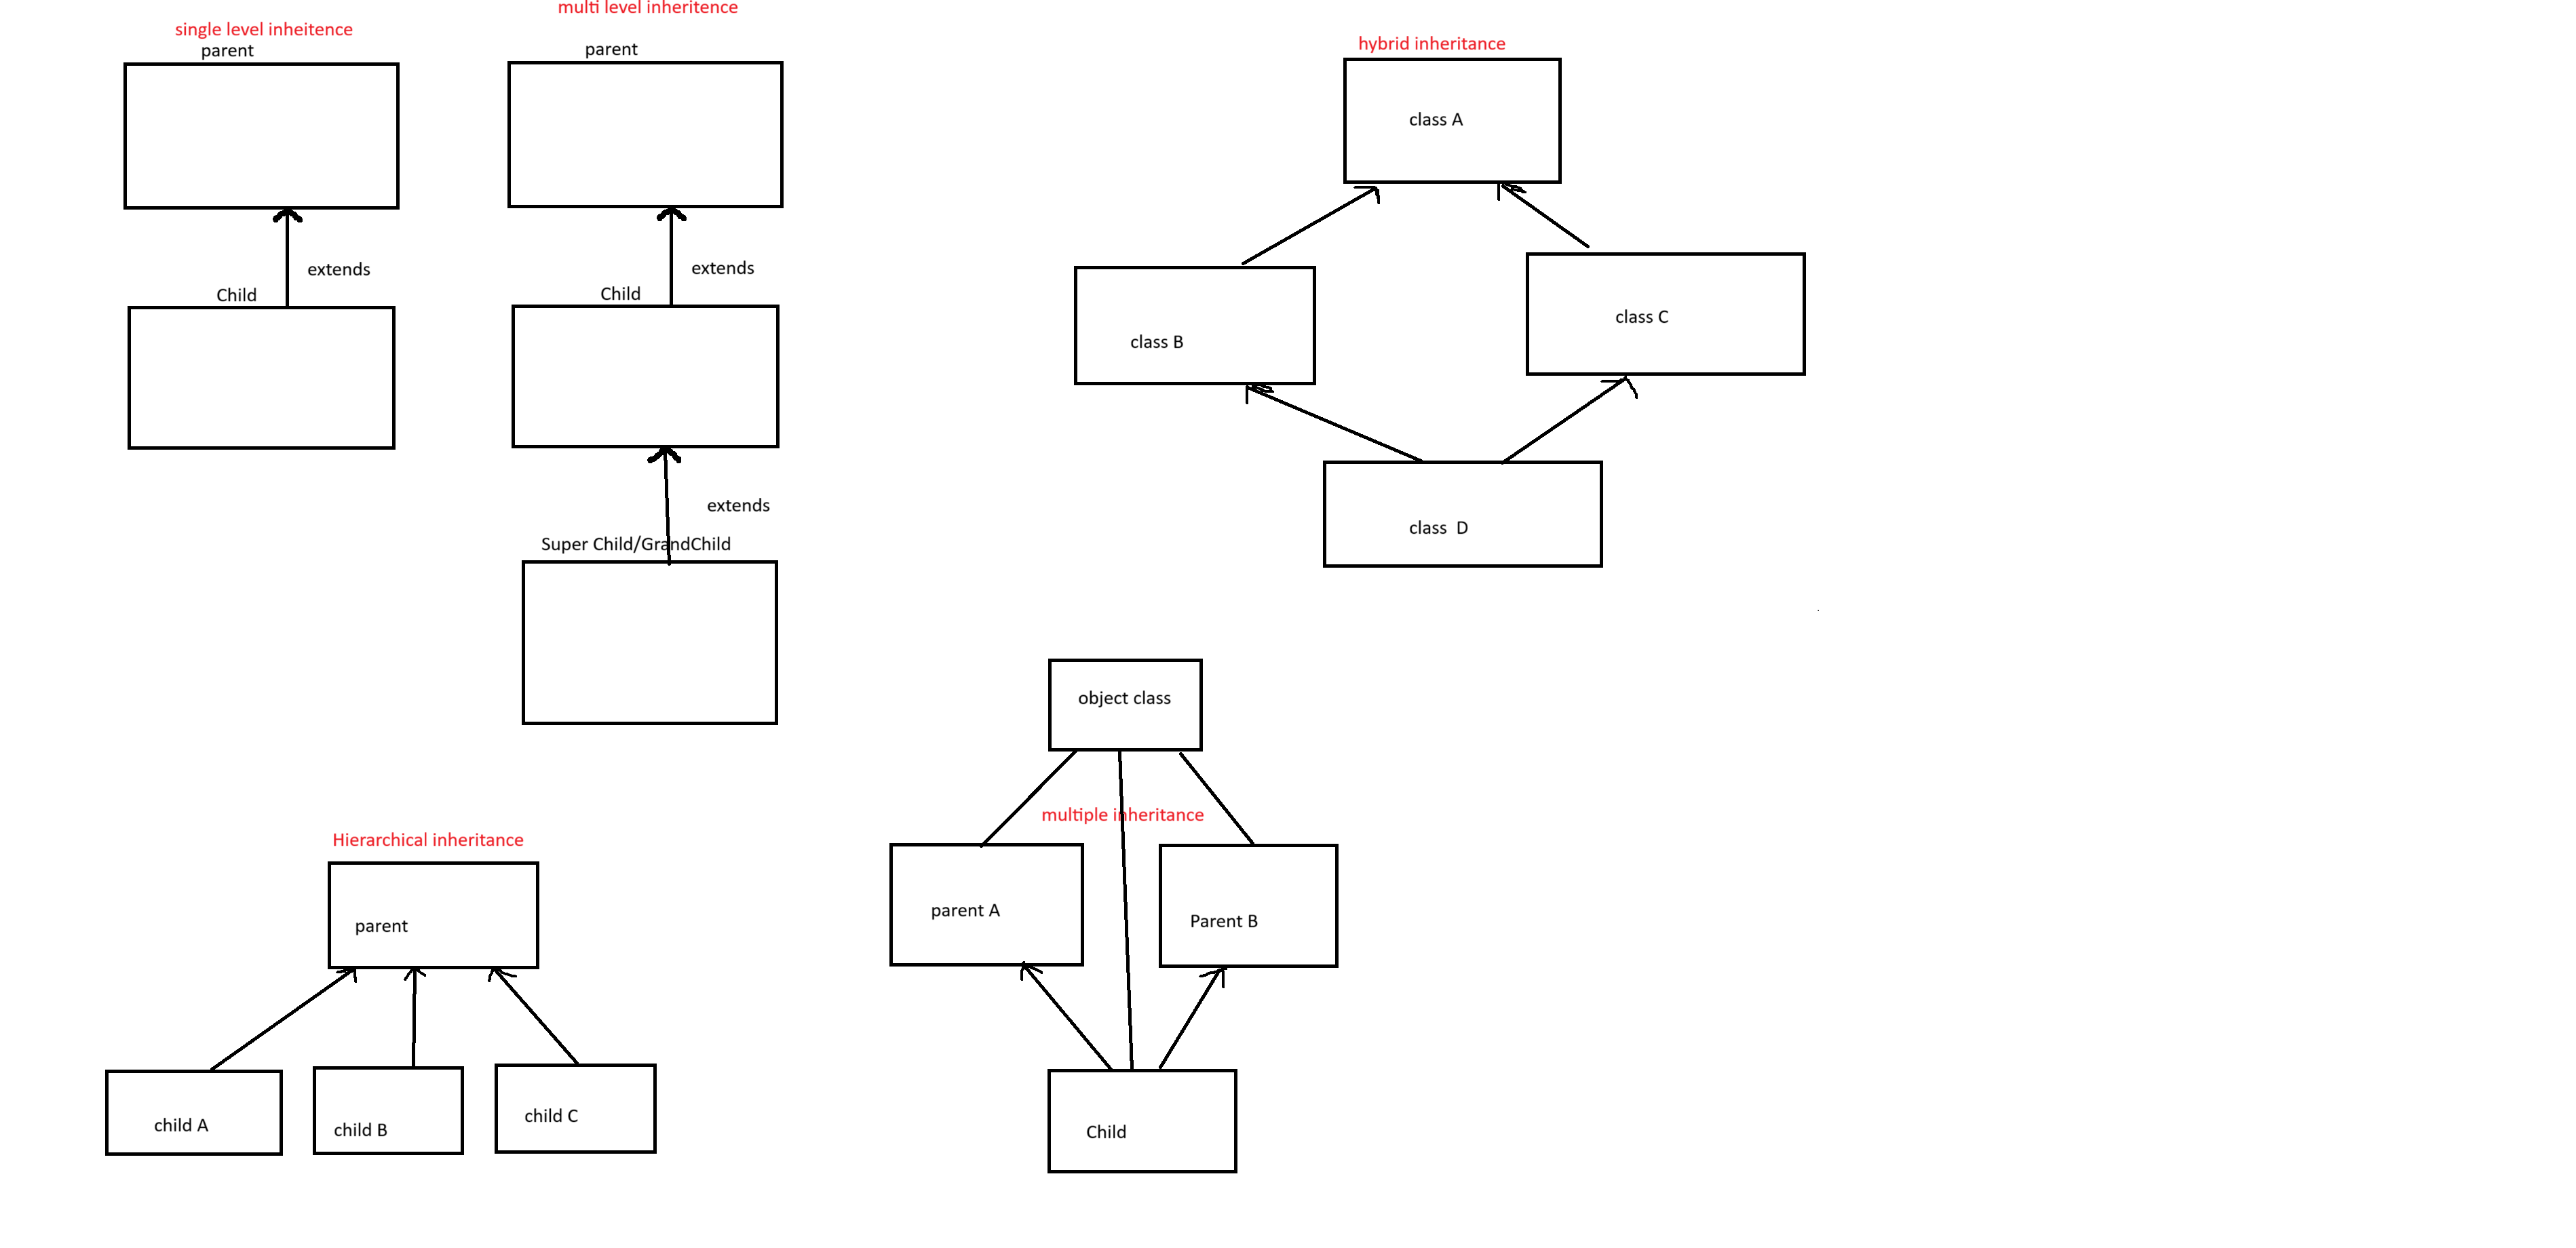 single level inheitence
parent
extends
Child
multi level inheritence
parent
extends
Child
extends
Super Child/GrandChild
hybrid inheritance
class A
class B
class C
class  D
Hierarchical inheritance
parent
child A
child B
child C
object class
multiple inheritance
parent A
Parent B
Child